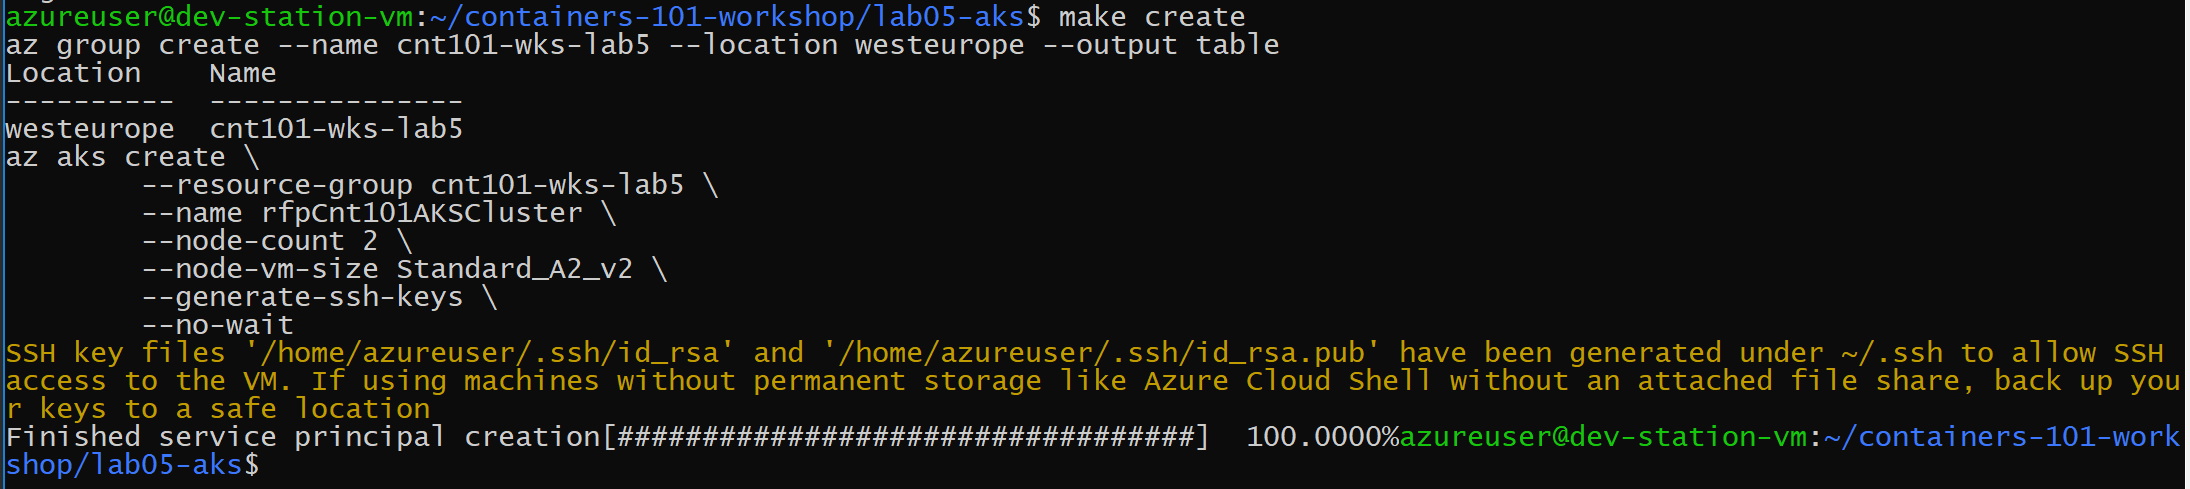 azureuser@dev-station-vm:~/containers-101-workshop/lab05-aks$ make create
az group create --name cnt101-wks-lab5 --location westeurope --output table
Location    Name
----------  ---------------
westeurope  cnt101-wks-lab5
az aks create \
        --resource-group cnt101-wks-lab5 \
        --name rfpCnt101AKSCluster \
        --node-count 2 \
        --node-vm-size Standard_A2_v2 \
        --generate-ssh-keys \
        --no-wait
SSH key files '/home/azureuser/.ssh/id_rsa' and '/home/azureuser/.ssh/id_rsa.pub' have been generated under ~/.ssh to allow SSH
access to the VM. If using machines without permanent storage like Azure Cloud Shell without an attached file share, back up you
r keys to a safe location
Finished service principal creation[##################################]  100.0000%azureuser@dev-station-vm:~/containers-101-work
shop/lab05-aks$